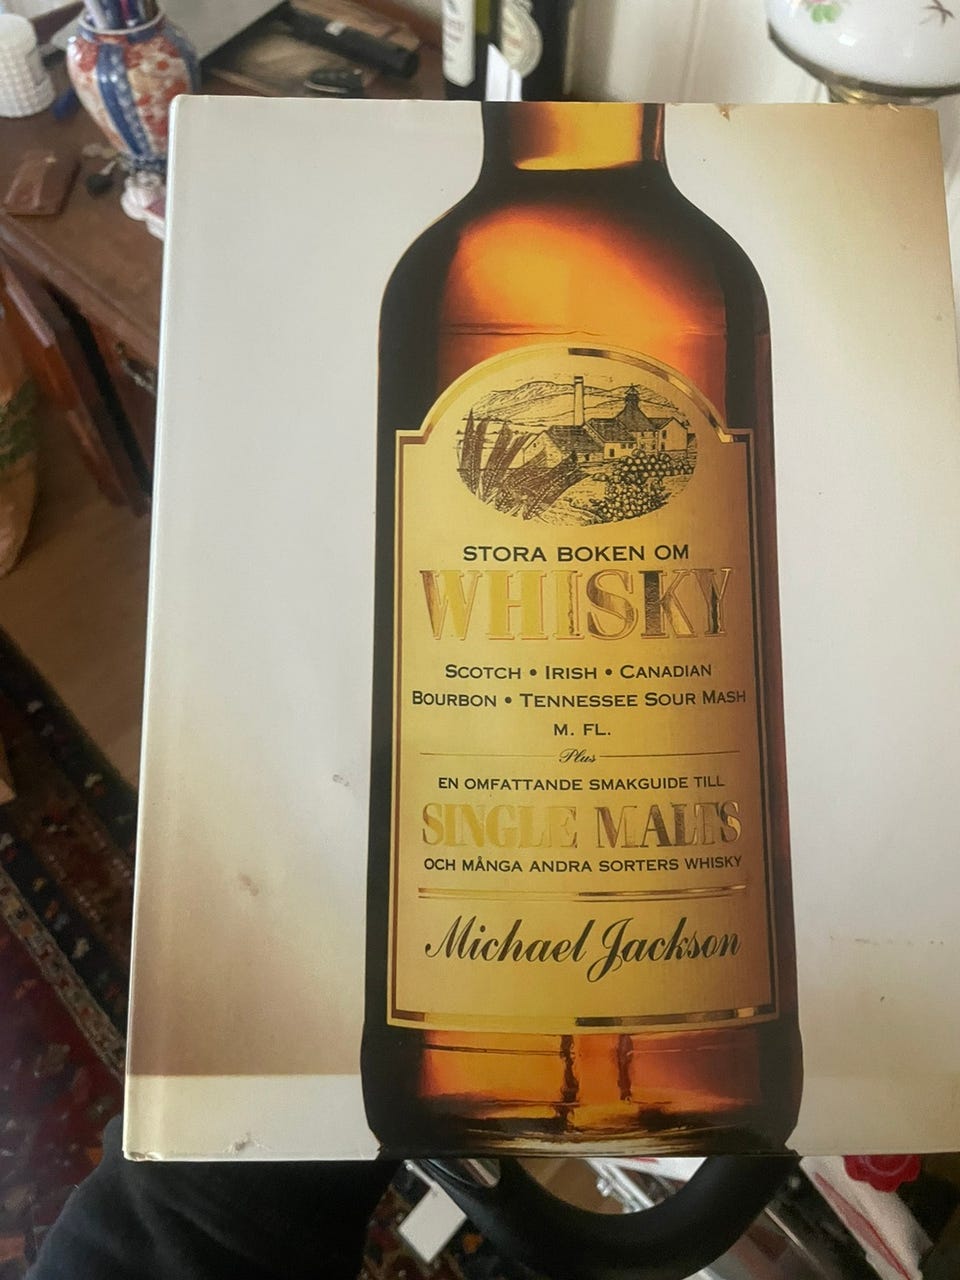 STORA BOKEN OM
WHISKY
SCOTCH • IRISH • CANADIAN
BOURBON • TENNESSEE SOUR MASH
M. FL.
Plus
EN OMFATTANDE SMAKGUIDE TILL
SINGLE MALTS
OCH MÅNGA ANDRA SORTERS WHISKY
Michael Jackson